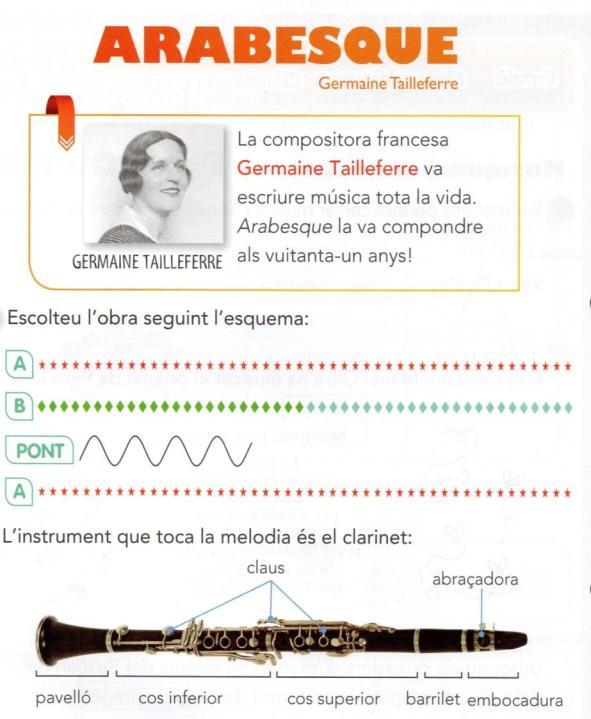 ARABESQUE
Germaine Tailleferre
La compositora francesa
Germaine Tailleferre va
escriure música tota la vida.
Arabesque la va compondre
als vuitanta-un anys!
GERMAINE TAILLEFERRE
Escolteu l'obra seguint l'esquema:
A
B
PONT
A
L'instrument que toca la melodia és el clarinet:
claus
abraçadora
pavelló cos inferior cos superior barrilet embocadura